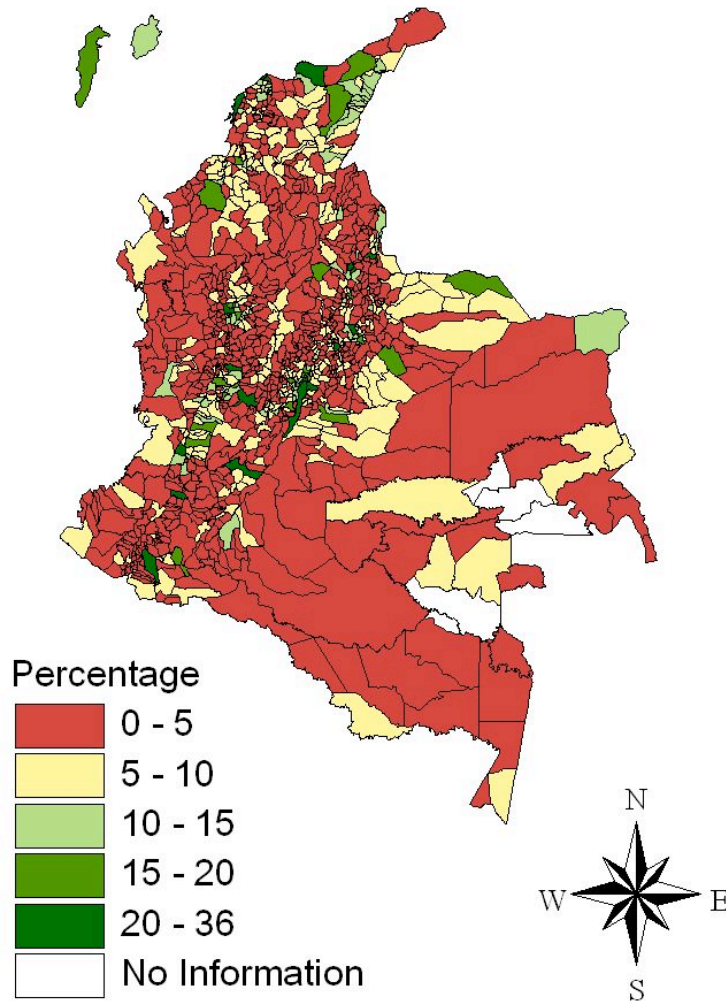 Percentage
0 - 5
5 - 10
10 - 15
15 - 20
20 - 36
No Information
N
W E
S